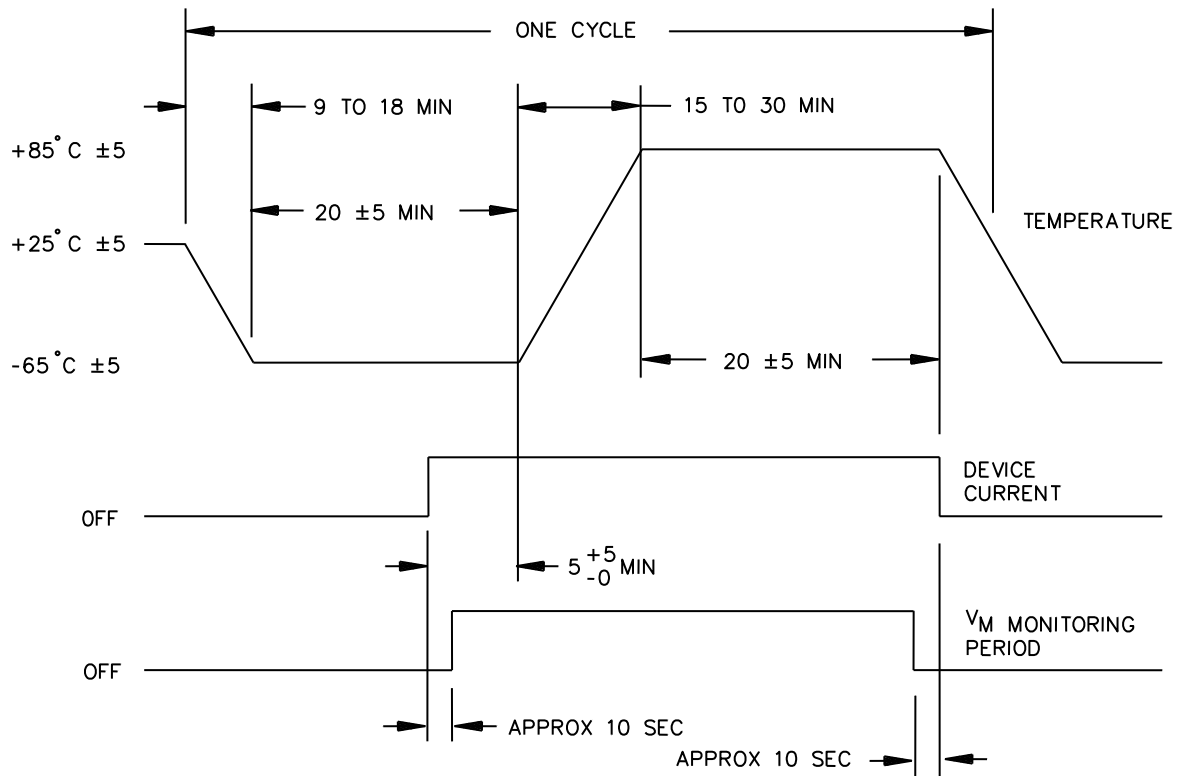 ONE CYCLE
9 TO 18 MIN
15 TO 30 MIN
+85°C ±5
20 ±5 MIN
TEMPERATURE
+25°C ±5
-65°C ±5
20 ±5 MIN
DEVICE
CURRENT
OFF
5 +5 -0 MIN
VM MONITORING
PERIOD
OFF
APPROX 10 SEC
APPROX 10 SEC